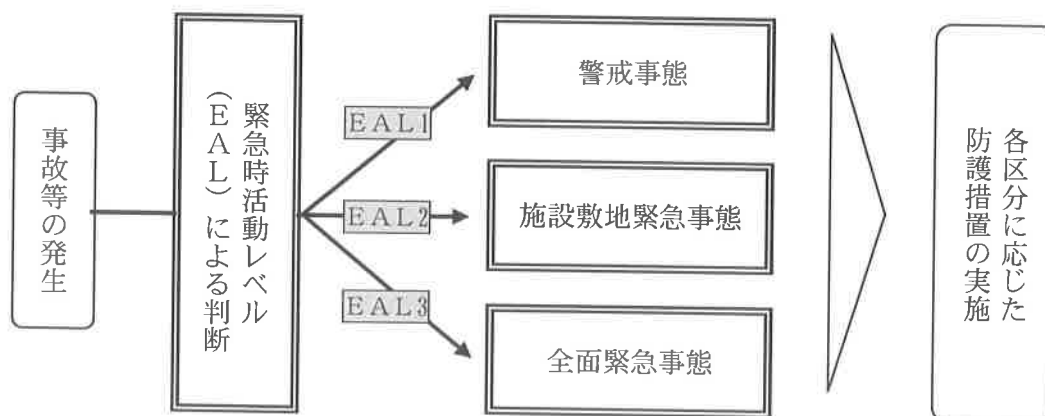 事故等の発生
緊急時活動レベル
（ＥＡＬ）による判断
ＥＡＬ１
警戒事態
ＥＡＬ２
施設敷地緊急事態
ＥＡＬ３
全面緊急事態
各区分に応じた
防護措置の実施